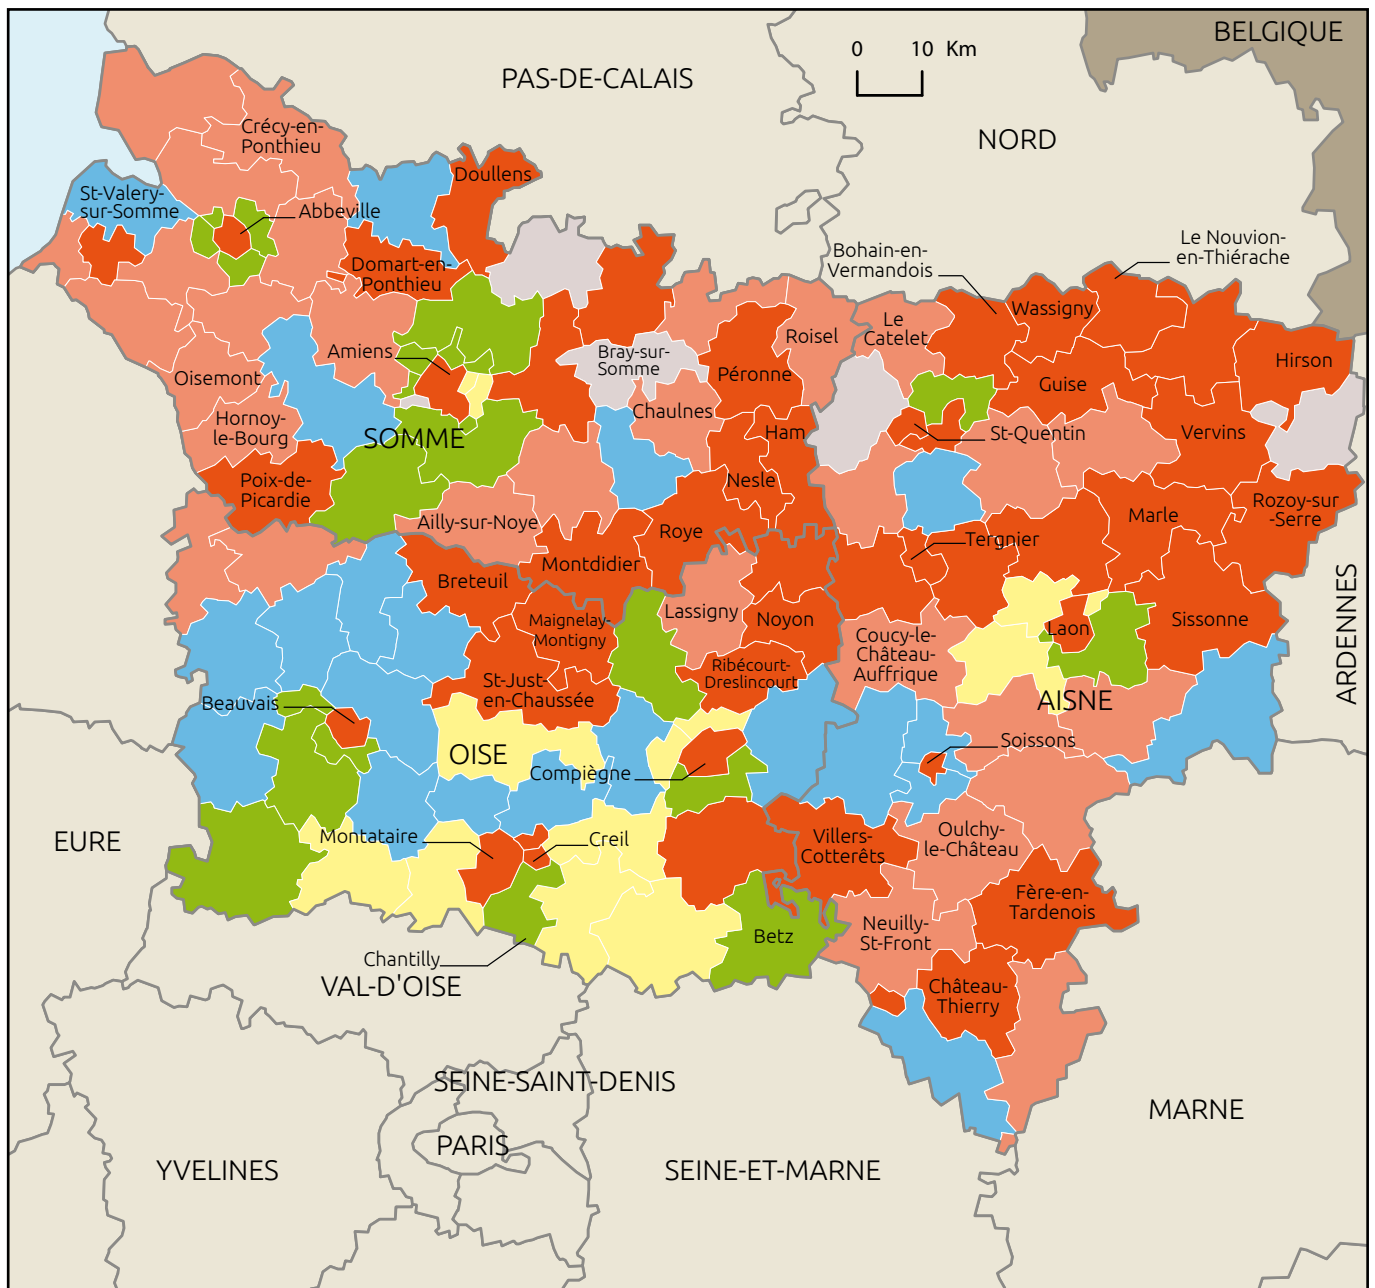 BELGIQUE
0 10 Km
PAS-DE-CALAIS
NORD
Crécy-en-
Ponthieu
Doullens
St-Valery-
sur-Somme
Abbeville
Bohain-en-
Vermandois
Le Nouvion-
en-Thiérache
Domart-en-
Ponthieu
Wassigny
Roisel
Le
Catelet
Amiens
Bray-sur-
Somme
Hirson
Oisemont
Péronne
Guise
Hornoy-
le-Bourg
Chaulnes
SOMME
Ham
St-Quentin
Vervins
Poix-de-
Picardie
Nesle
Rozoy-sur
-Serre
Ailly-sur-Noye
Roye
Marle
Tergnier
Montdidier
Breteuil
ARDENNES
Maignelay-
Montigny
Lassigny
Noyon
Laon
Sissonne
Coucy-le-
Château-
Auffrique
Ribécourt-
Dreslincourt
St-Just-
en-Chaussée
Beauvais
AISNE
OISE
Soissons
Compiègne
EURE
Montataire
Creil
Villers-
Cotterêts
Oulchy-
le-Château
Fère-en-
Tardenois
Betz
Neuilly-
St-Front
Chantilly
VAL-D'OISE
Château-
Thierry
SEINE-SAINT-DENIS
MARNE
PARIS
YVELINES
SEINE-ET-MARNE